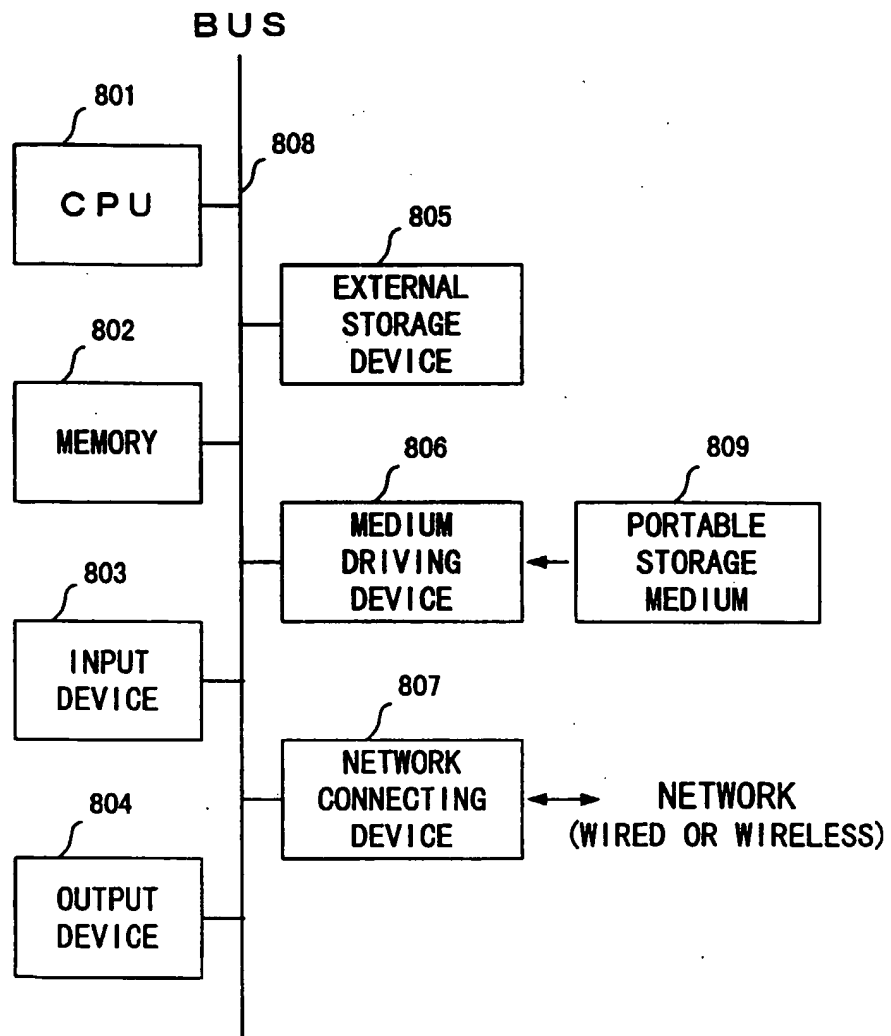 BUS
801
CPU
808
805
EXTERNAL
STORAGE
DEVICE
802
MEMORY
806
MEDIUM
DRIVING
DEVICE
809
PORTABLE
STORAGE
MEDIUM
803
INPUT
DEVICE
807
NETWORK
CONNECTING
DEVICE
NETWORK
(WIRED OR WIRELESS)
804
OUTPUT
DEVICE